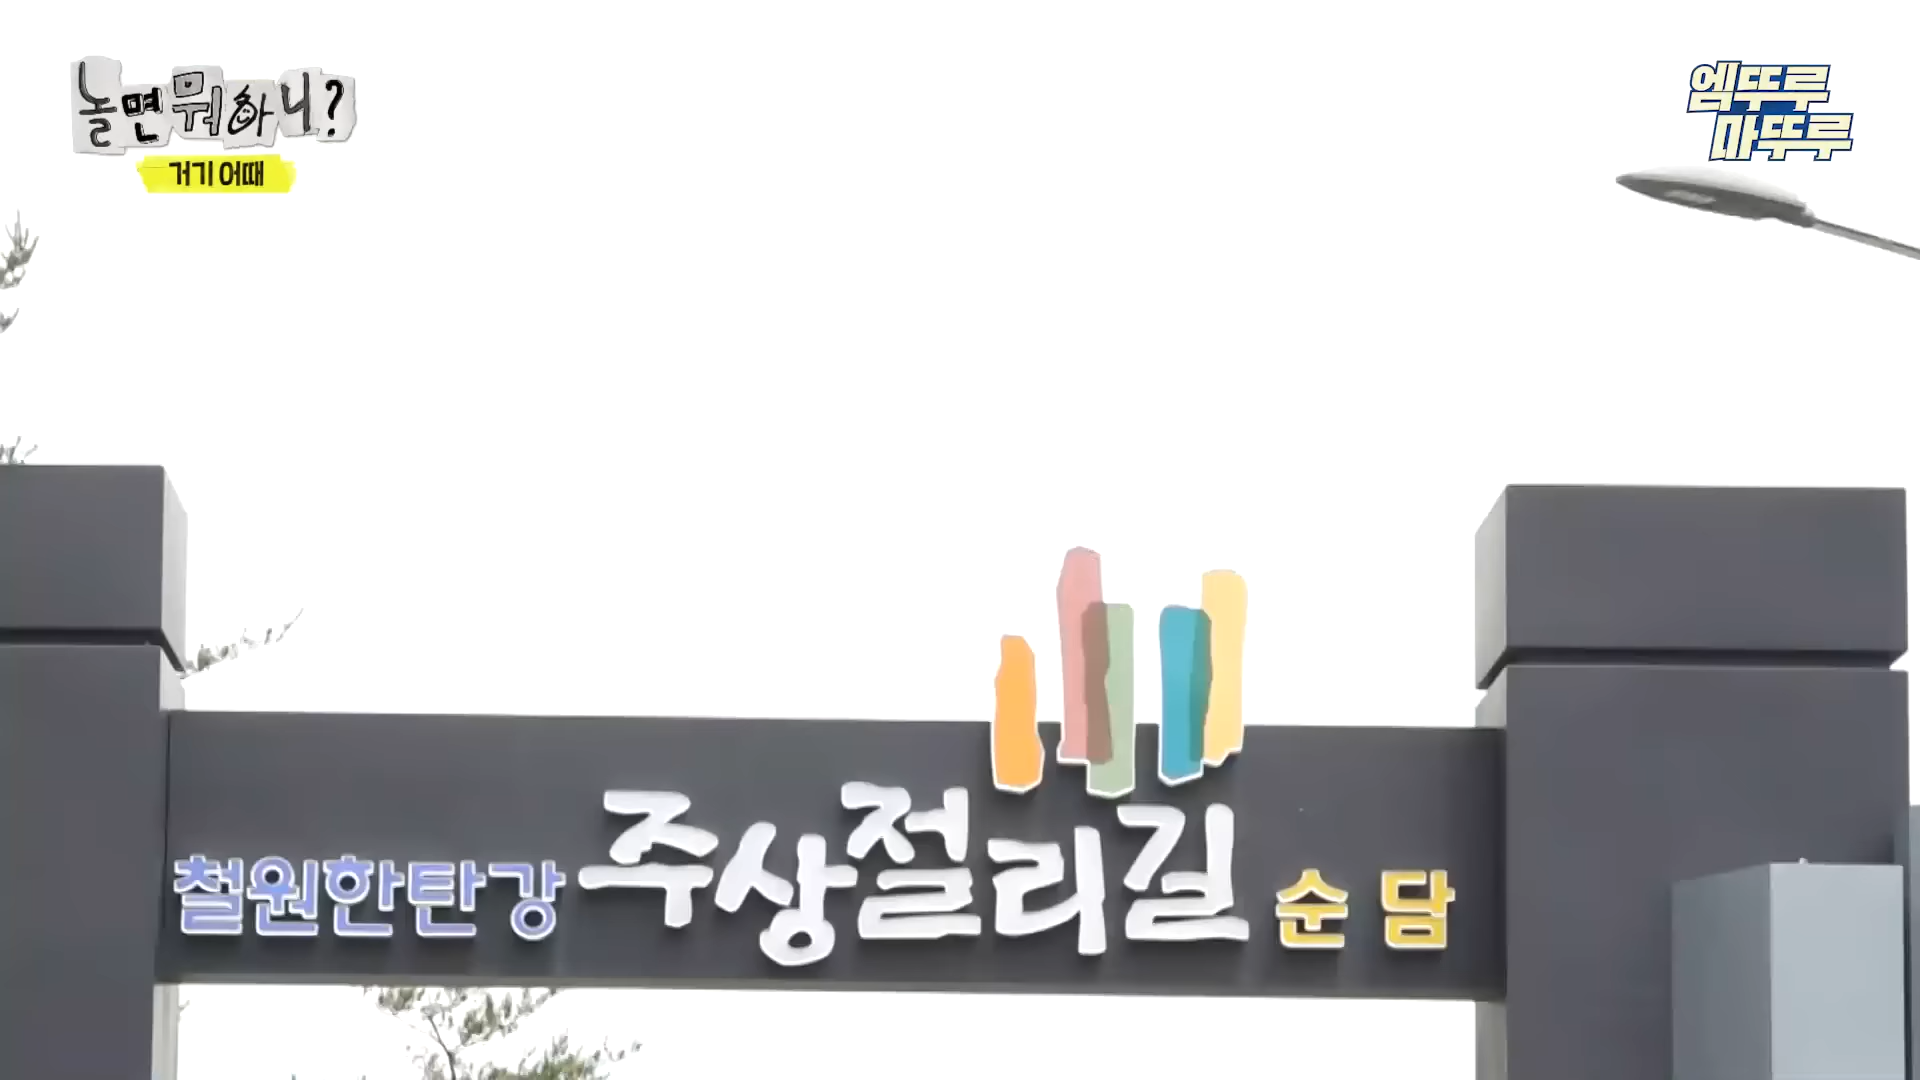 놀면 뭐하니?
거기 어때
엠뚜루
마뚜루
철원한탄강 주상절리길 순담